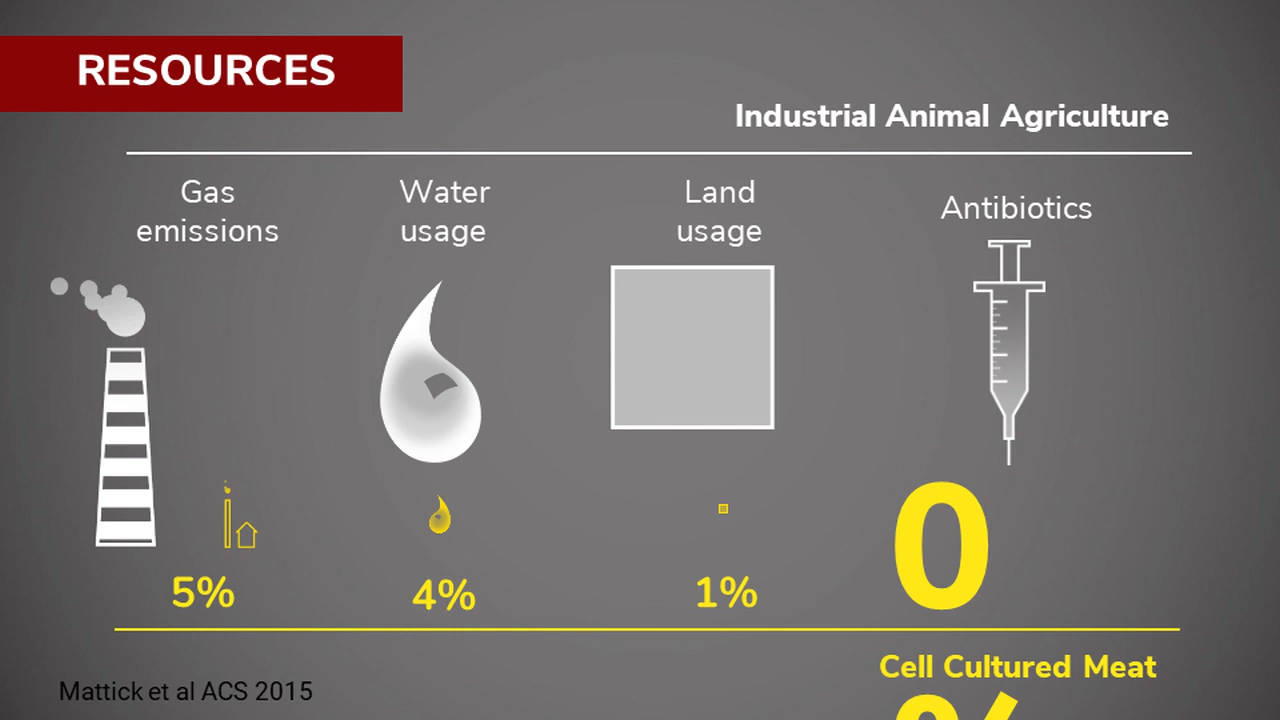 RESOURCES
Industrial Animal Agriculture
Gas
emissions
Water
usage
Land
usage
Antibiotics
5%
4%
1%
0
%
Cell Cultured Meat
Mattick et al ACS 2015